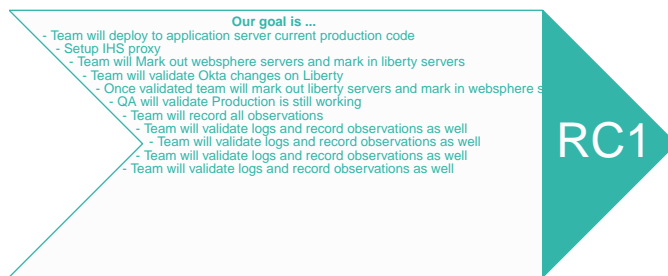 Our goal is ...
- Team will deploy to application server current production code
- Setup IHS proxy
- Team will Mark out websphere servers and mark in liberty servers
- Team will validate Okta changes on Liberty
- Once validated team will mark out liberty servers and mark in websphere s
- QA will validate Production is still working
- Team will record all observations
- Team will validate logs and record observations as well
- Team will validate logs and record observations as well
- Team will validate logs and record observations as well
- Team will validate logs and record observations as well
RC1